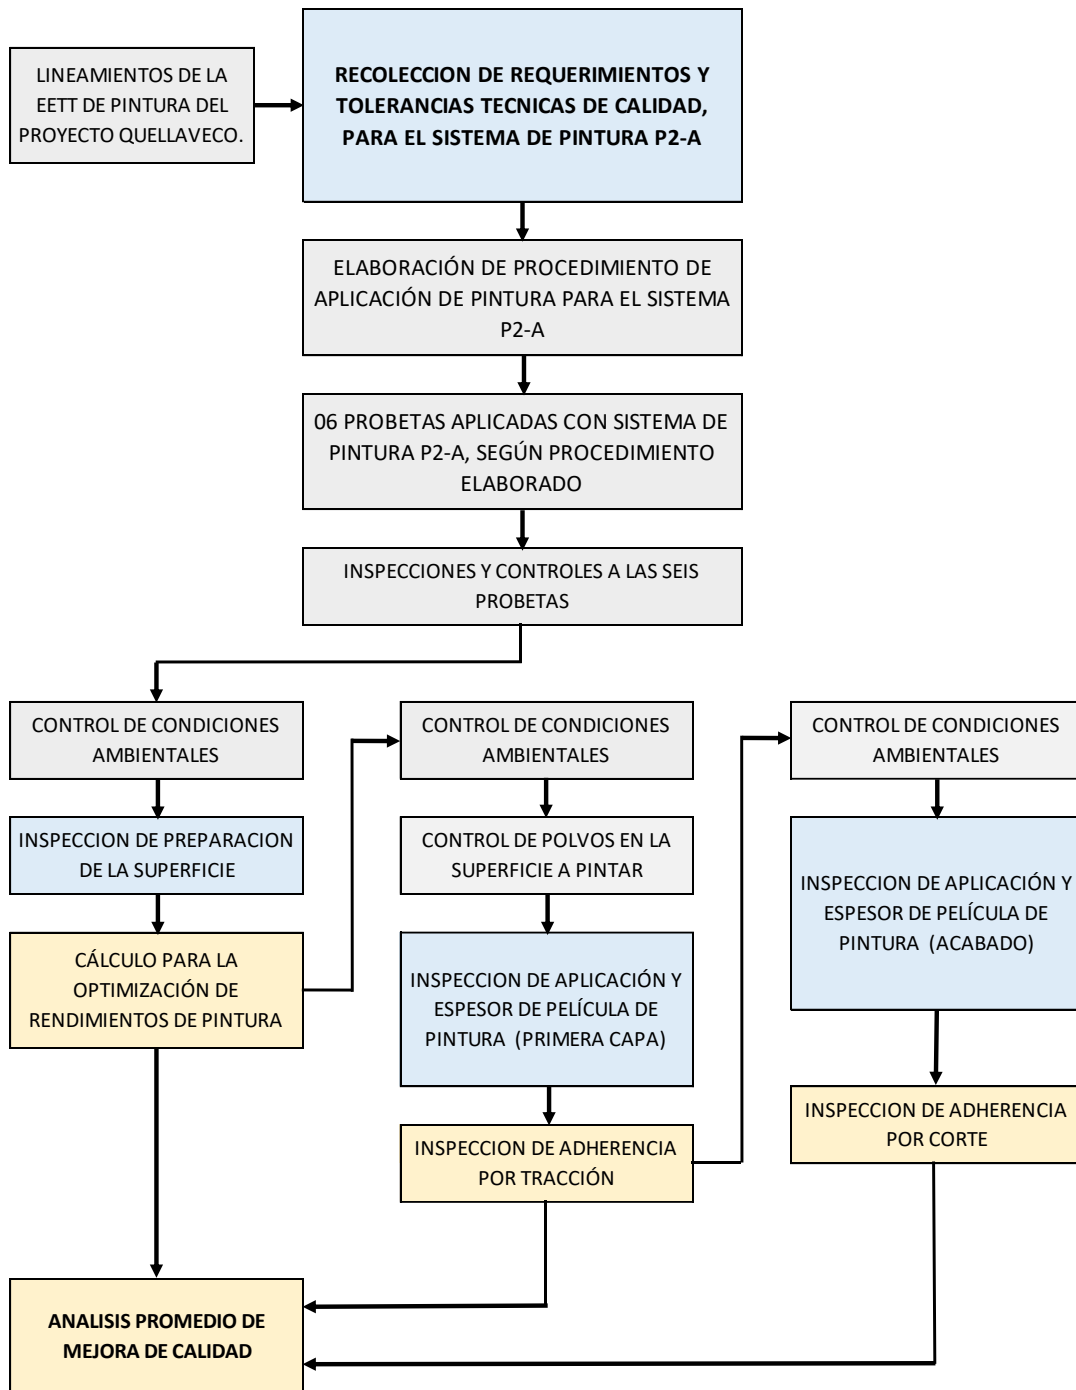 LINEAMIENTOS DE LA
EETT DE PINTURA DEL
PROYECTO QUELLAVECO.
RECOLECCION DE REQUERIMIENTOS Y
TOLERANCIAS TECNICAS DE CALIDAD,
PARA EL SISTEMA DE PINTURA P2-A
ELABORACIÓN DE PROCEDIMIENTO DE
APLICACIÓN DE PINTURA PARA EL SISTEMA
P2-A
06 PROBETAS APLICADAS CON SISTEMA DE
PINTURA P2-A, SEGÚN PROCEDIMIENTO
ELABORADO
INSPECCIONES Y CONTROLES A LAS SEIS
PROBETAS
CONTROL DE CONDICIONES
AMBIENTALES
INSPECCION DE PREPARACION
DE LA SUPERFICIE
CÁLCULO PARA LA
OPTIMIZACIÓN DE
RENDIMIENTOS DE PINTURA
CONTROL DE CONDICIONES
AMBIENTALES
CONTROL DE POLVOS EN LA
SUPERFICIE A PINTAR
INSPECCION DE APLICACIÓN Y
ESPESOR DE PELÍCULA DE
PINTURA (PRIMERA CAPA)
INSPECCION DE ADHERENCIA
POR TRACCIÓN
CONTROL DE CONDICIONES
AMBIENTALES
INSPECCION DE APLICACIÓN Y
ESPESOR DE PELÍCULA DE
PINTURA (ACABADO)
INSPECCION DE ADHERENCIA
POR CORTE
ANALISIS PROMEDIO DE
MEJORA DE CALIDAD